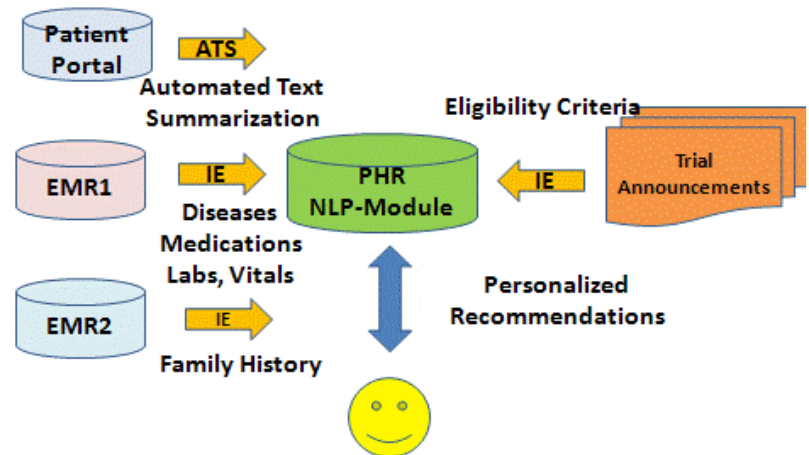 Patient
Portal
ATS
Automated Text
Summarization
Eligibility Criteria
EMR1
IE
Diseases
Medications
Labs, Vitals
PHR
NLP-Module
IE
Trial
Announcements
EMR2
IE
Family History
Personalized
Recommendations